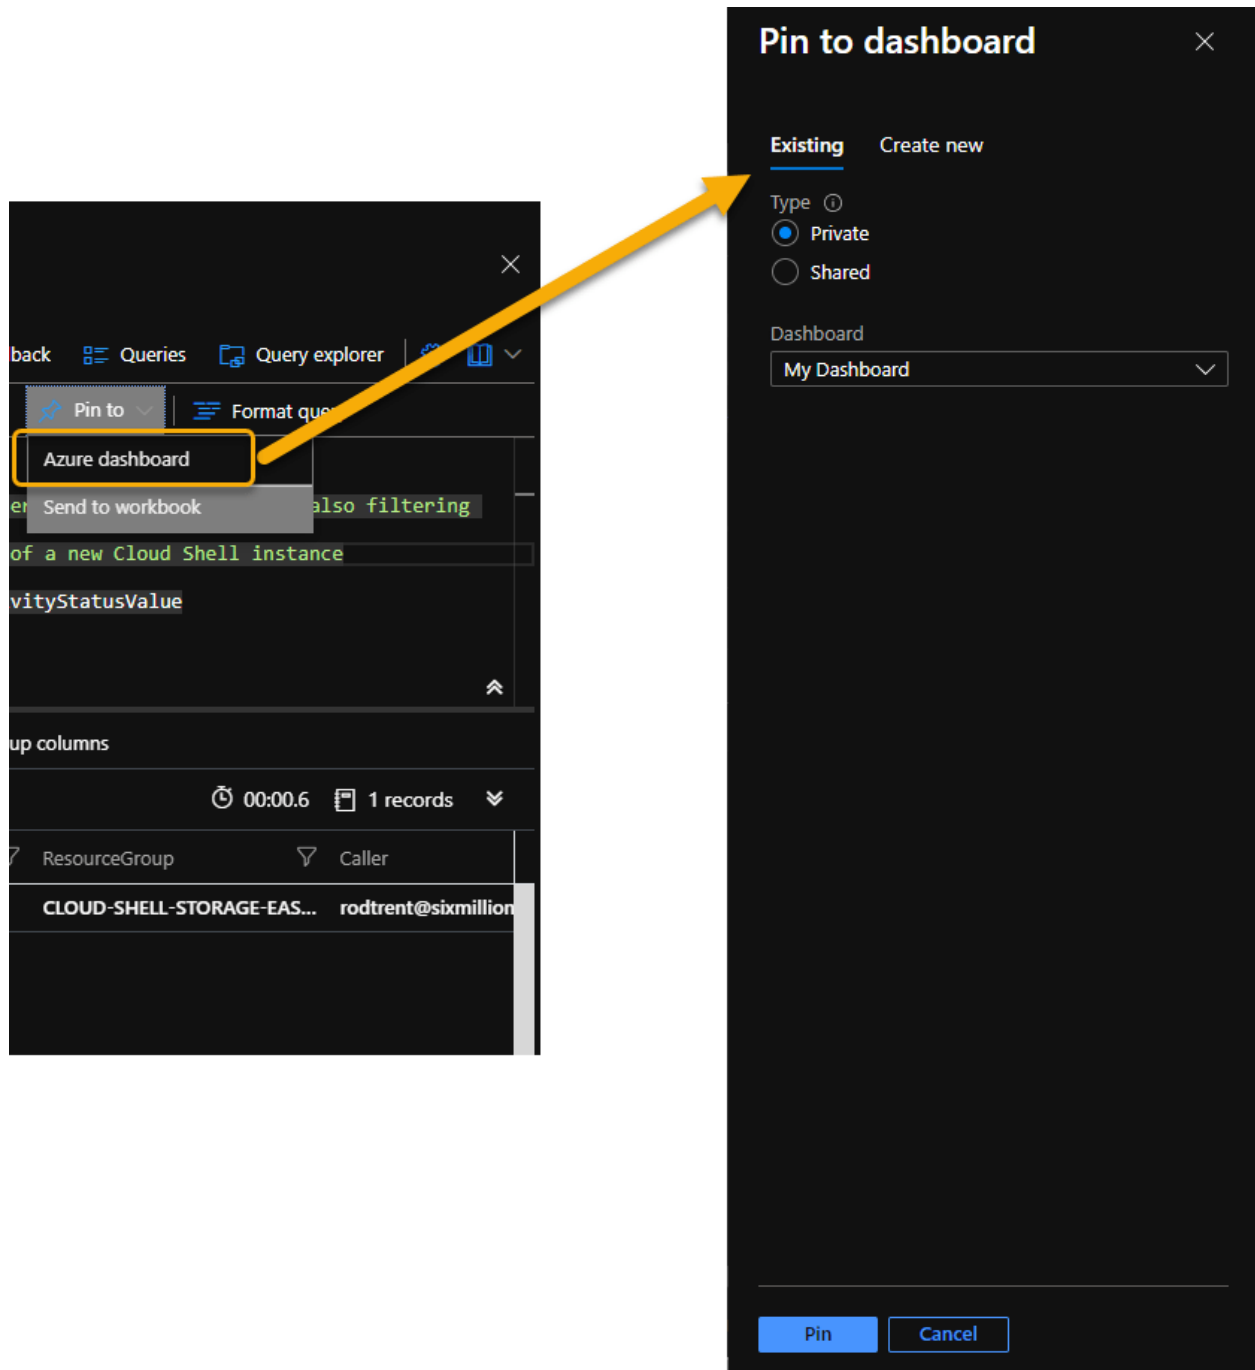 back Queries Query explorer
Pin to Format query
Azure dashboard
Send to workbook also filtering
of a new Cloud Shell instance
vityStatusValue
up columns
00:00.6 1 records
ResourceGroup Caller
CLOUD-SHELL-STORAGE-EAS... rodtrent@sixmillion
Pin to dashboard
Existing Create new
Type
Private
Shared
Dashboard
My Dashboard
Pin Cancel